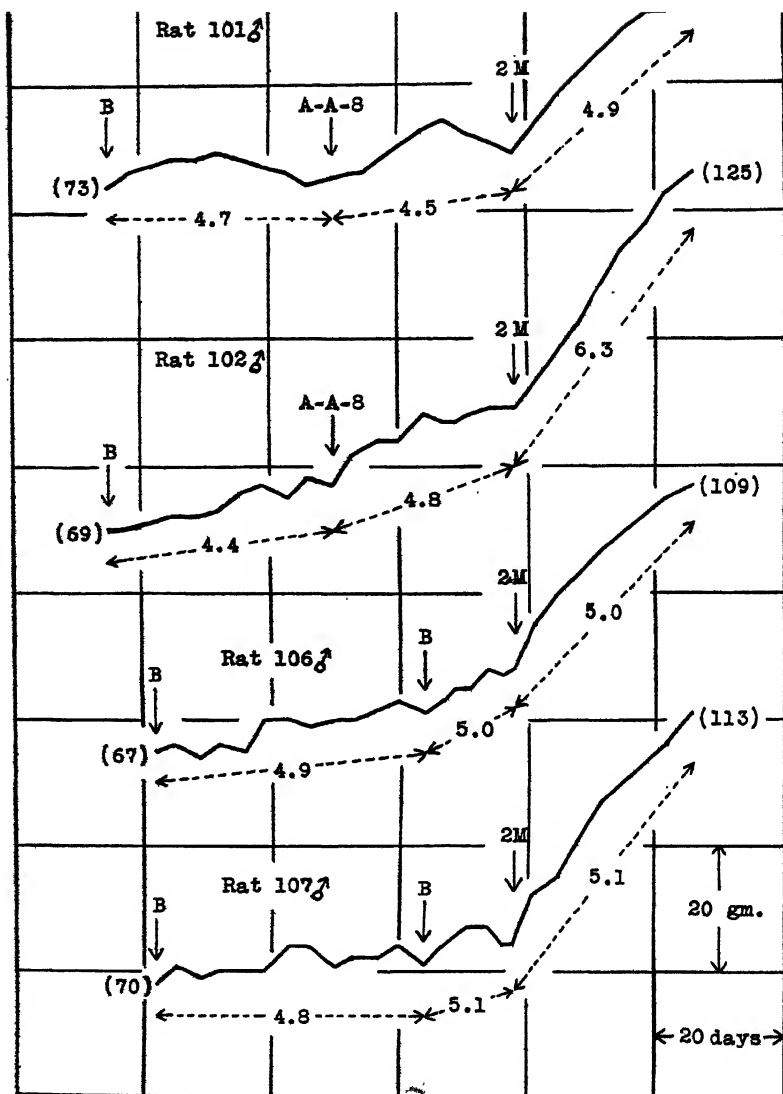 Rat 101♂
2 M
B
A-A-8
4.9
(73)
4.7
4.5
(125)
2 M
Rat 102♂
6.3
A-A-8
B
4.8
(69)
4.4
(109)
2M
5.0
Rat 106♂
B
B
5.0
(67)
4.9
(113)
2M
Rat 107♂
5.1
B
B
20 gm.
(70)
5.1
4.8
20 days